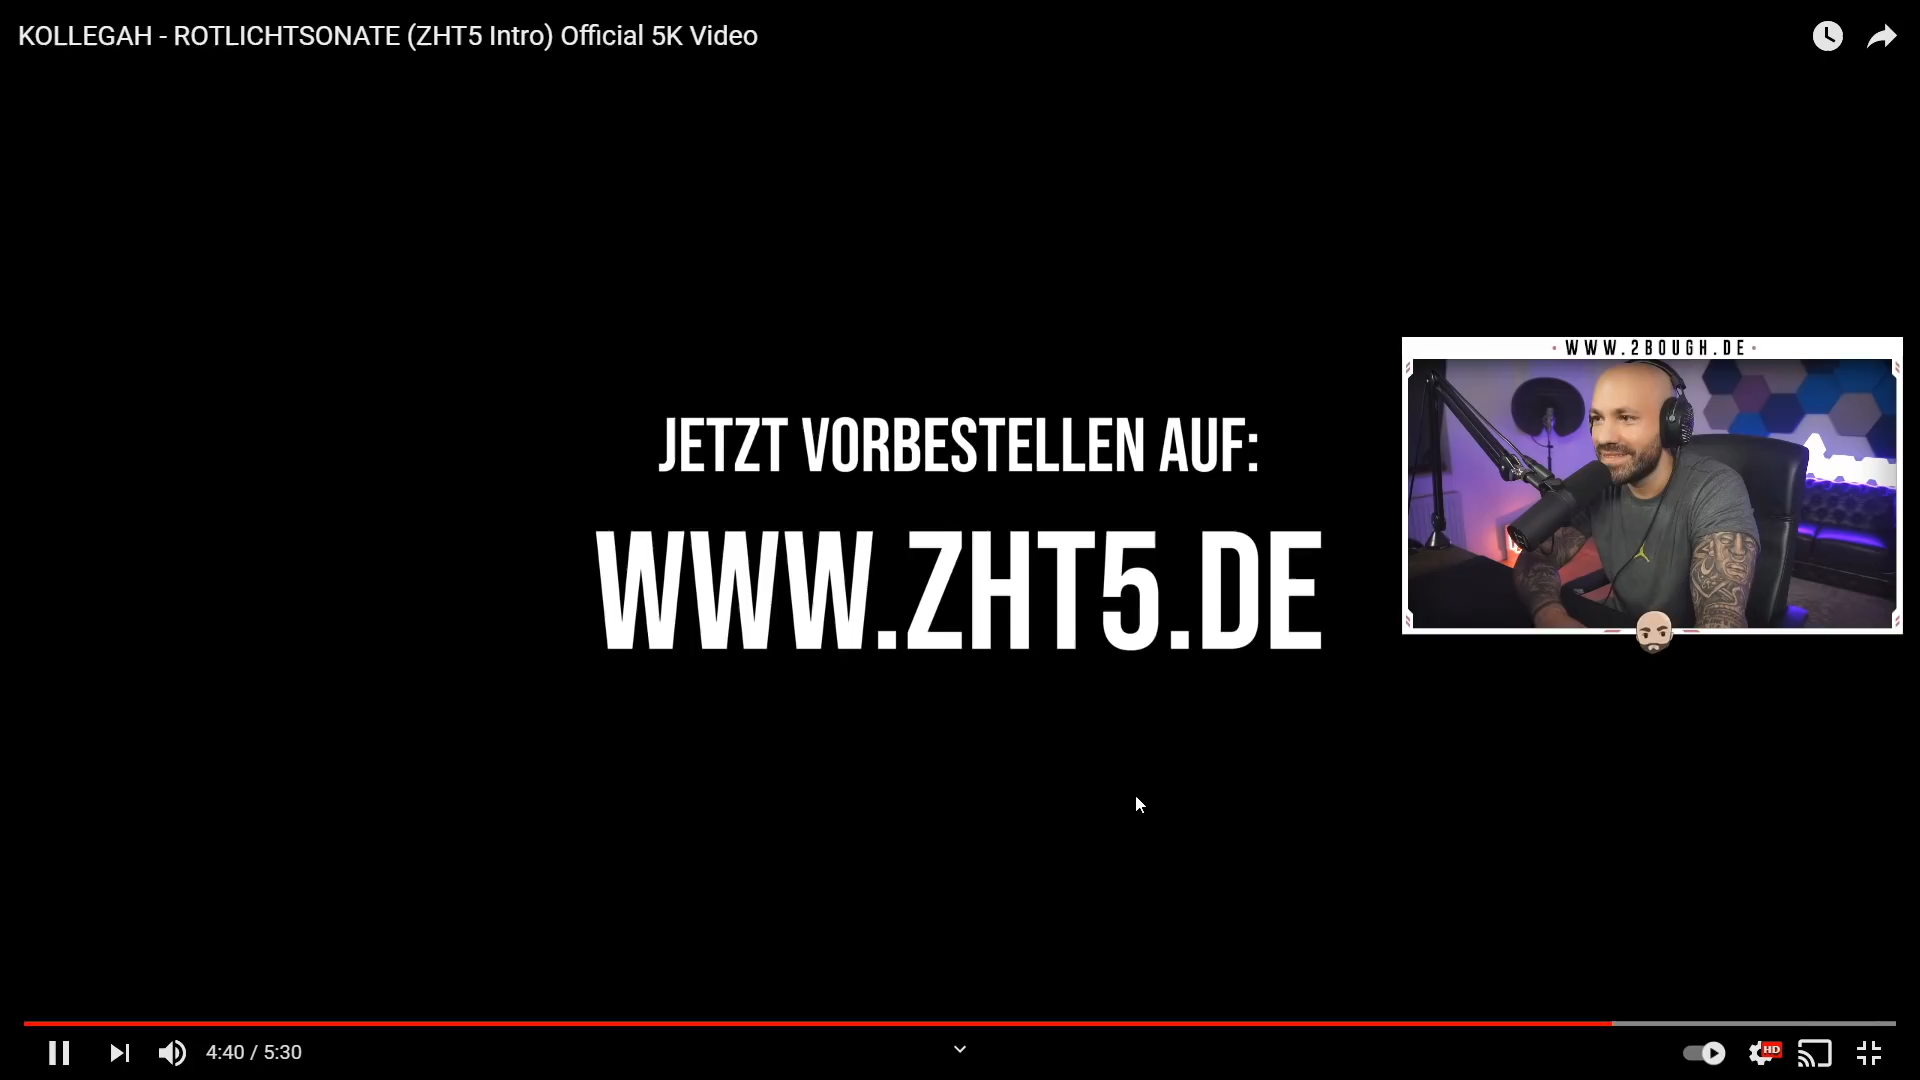 KOLLEGAH - ROTLICHTSONATE (ZHT5 Intro) Official 5K Video
WWW.2BOUGH.DE
JETZT VORBESTELLEN AUF:
WWW.ZHT5.DE
4:40 / 5:30
HD